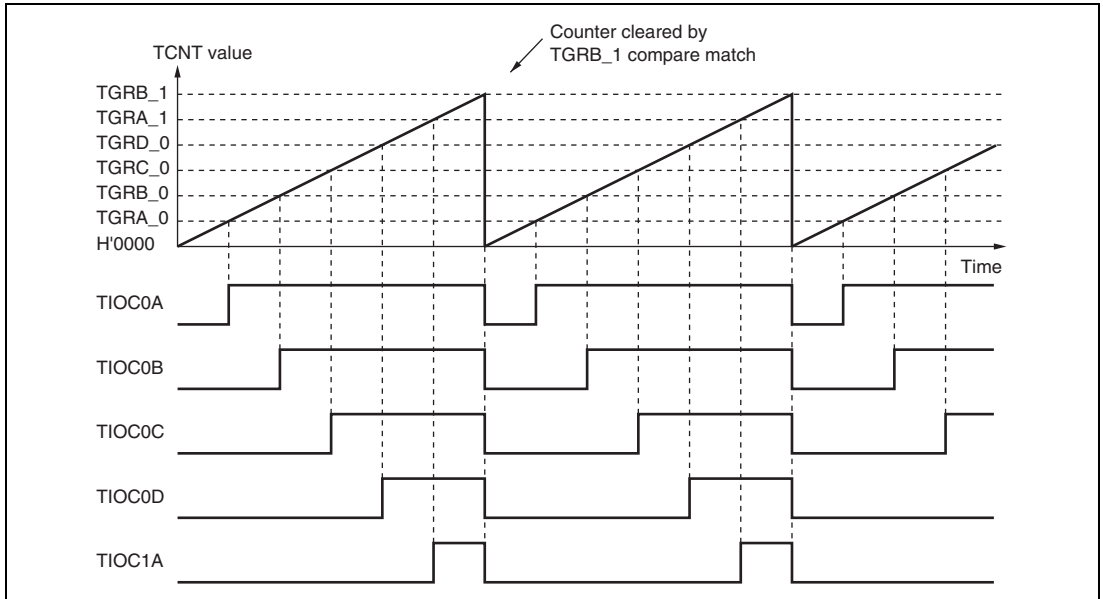 Counter cleared by
TGRB_1 compare match
TCNT value
TGRB_1
TGRA_1
TGRD_0
TGRC_0
TGRB_0
TGRA_0
H'0000
Time
TIOC0A
TIOC0B
TIOC0C
TIOC0D
TIOC1A